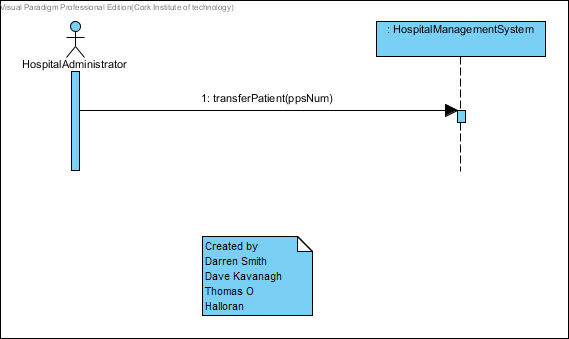 Visual Paradigm Professional Edition(Cork Institute of technology)
: HospitalManagementSystem
HospitalAdministrator
1: transferPatient(ppsNum)
Created by
Darren Smith
Dave Kavanagh
Thomas O
Halloran